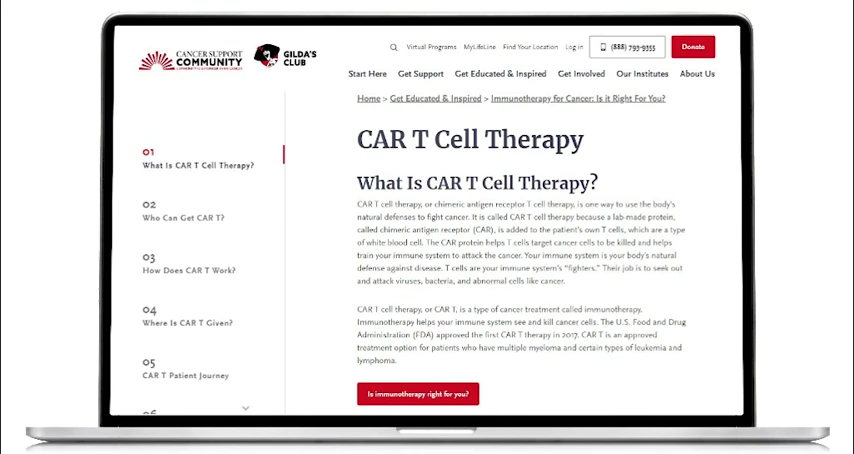 CANCER SUPPORT
COMMUNITY
GILDA'S
CLUB
Virtual Programs MyLifeLine Find Your Location Log in (888) 793-9355 Donate
Start Here Get Support Get Educated & Inspired Get Involved Our Institutes About Us
Home > Get Educated & Inspired > Immunotherapy for Cancer: Is it Right For You?
01
What Is CAR T Cell Therapy?
02
Who Can Get CAR T?
03
How Does CAR T Work?
04
Where Is CAR T Given?
05
CAR T Patient Journey
06
CAR T Cell Therapy
What Is CAR T Cell Therapy?
CAR T cell therapy, or chimeric antigen receptor T cell therapy, is one way to use the body's
natural defenses to fight cancer. It is called CAR T cell therapy because a lab-made protein,
called chimeric antigen receptor (CAR), is added to the patient's own T cells, which are a type
of white blood cell. The CAR protein helps T cells target cancer cells to be killed and helps
train your immune system to attack the cancer. Your immune system is your body's natural
defense against disease. T cells are your immune system's "fighters." Their job is to seek out
and attack viruses, bacteria, and abnormal cells like cancer.
CAR T cell therapy, or CAR T, is a type of cancer treatment called immunotherapy.
Immunotherapy helps your immune system see and kill cancer cells. The U.S. Food and Drug
Administration (FDA) approved the first CAR T therapy in 2017. CAR T is an approved
treatment option for patients who have multiple myeloma and certain types of leukemia and
lymphoma.
Is immunotherapy right for you?